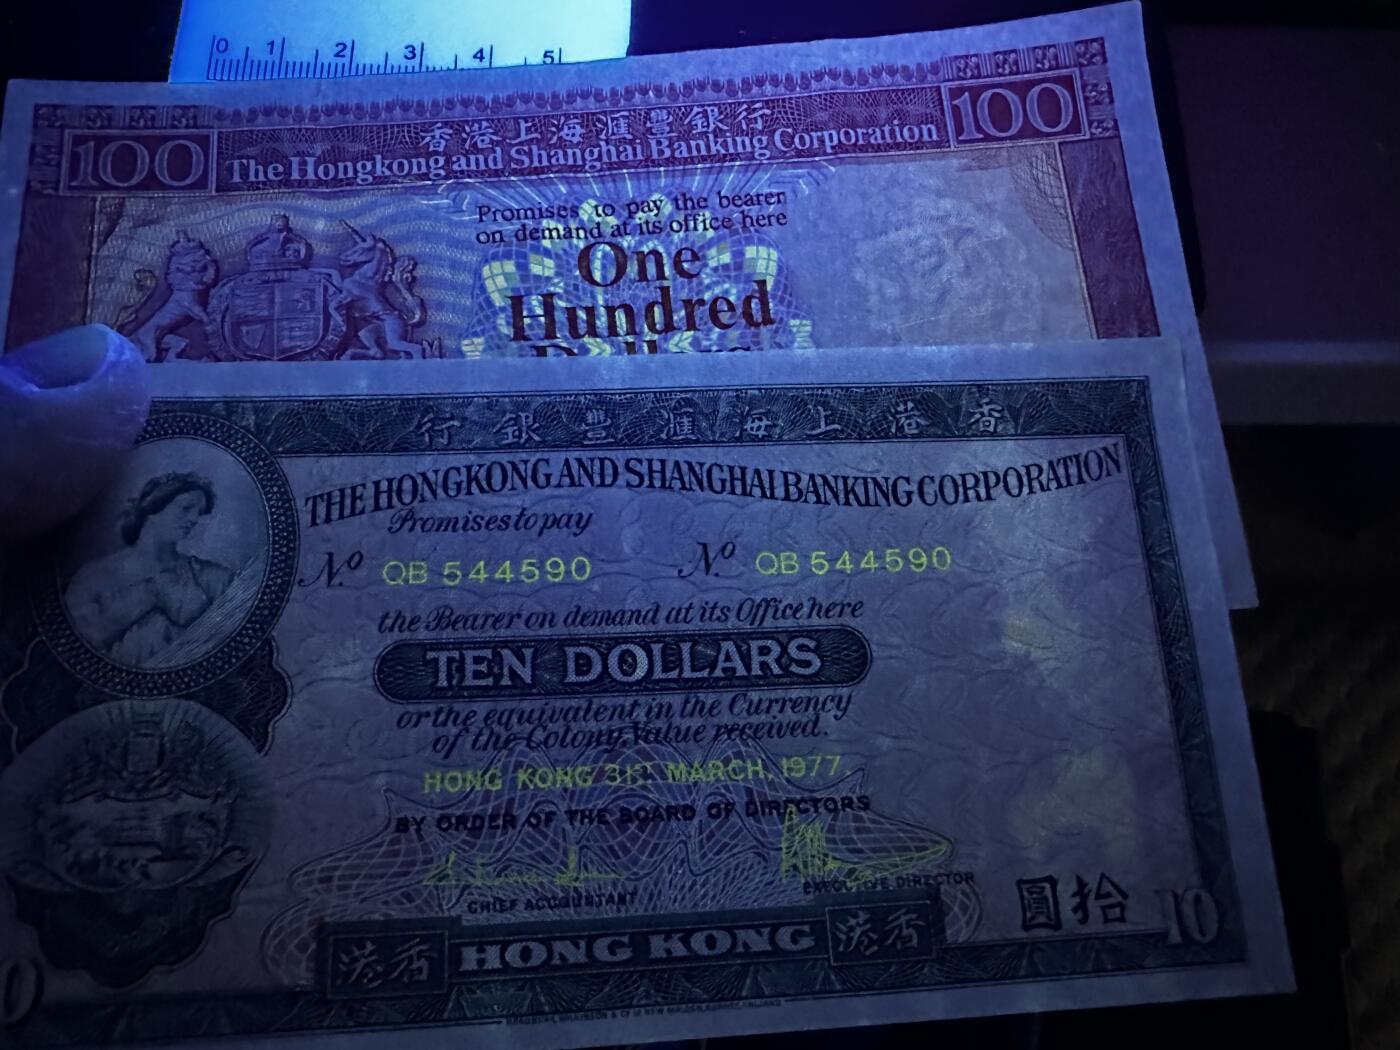 0 1 2 3 4 5
100 香港上海滙豐銀行 100
The Hongkong and Shanghai Banking Corporation
Promises to pay the bearer
on demand at its office here
One
Hundred
Dollars
行銀豐滙海上港香
THE HONGKONG AND SHANGHAI BANKING CORPORATION
Promises to pay
No QB 544590 No QB 544590
the Bearer on demand at its Office here
TEN DOLLARS
or the equivalent in the Currency
of the Colony, Value received.
HONG KONG 31ST MARCH, 1977.
BY ORDER OF THE BOARD OF DIRECTORS
CHIEF ACCOUNTANT EXECUTIVE DIRECTOR
圓拾 10
港香 HONG KONG 港香
0